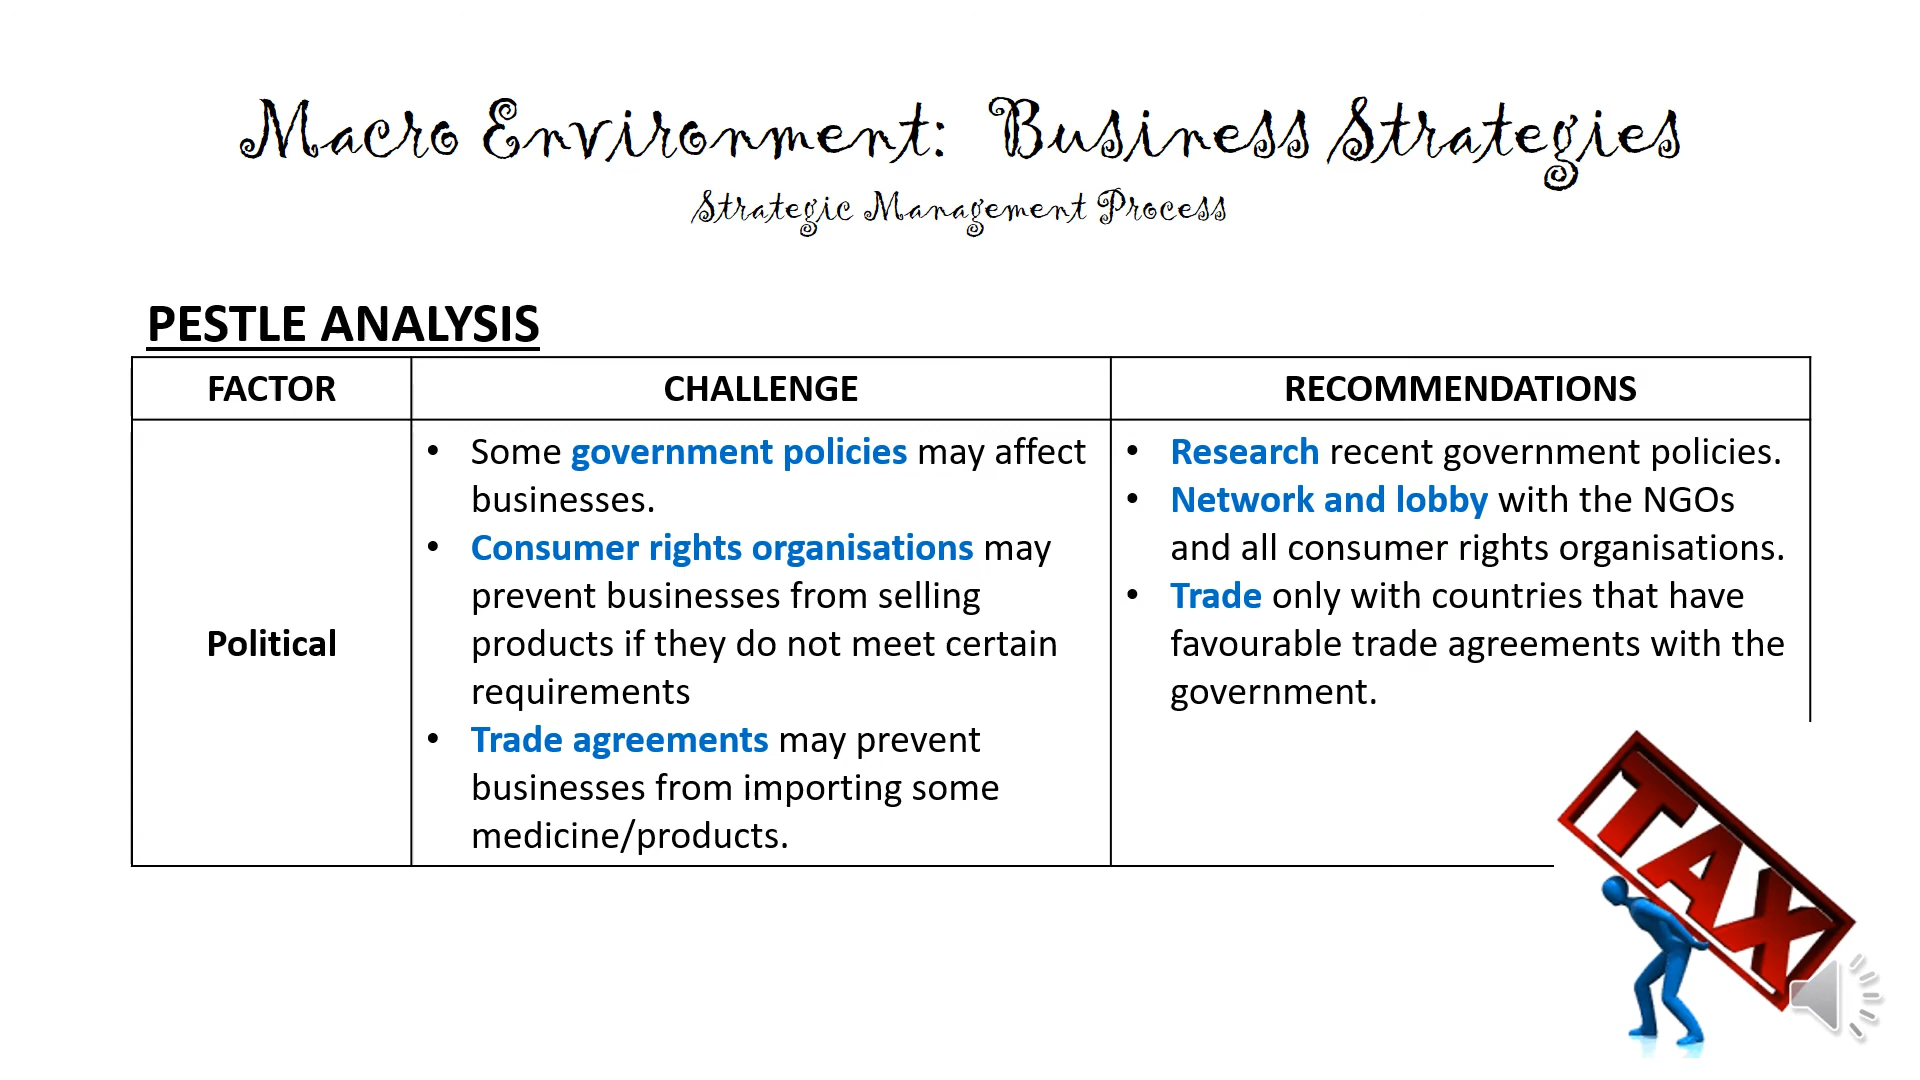 Macro Environment: Business Strategies
Strategic Management Process
PESTLE ANALYSIS
FACTOR
CHALLENGE
RECOMMENDATIONS
Political
• Some government policies may affect
businesses.
• Consumer rights organisations may
prevent businesses from selling
products if they do not meet certain
requirements
• Trade agreements may prevent
businesses from importing some
medicine/products.
• Research recent government policies.
• Network and lobby with the NGOs
and all consumer rights organisations.
• Trade only with countries that have
favourable trade agreements with the
government.
TAX